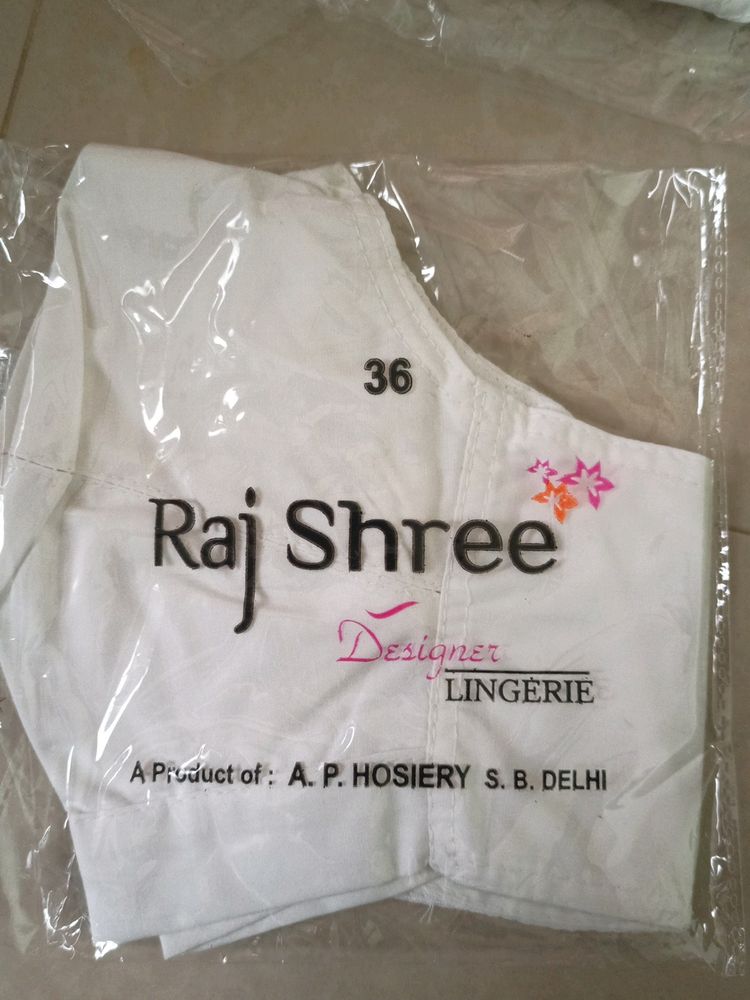 36
Raj Shree
Designer
LINGERIE
A Product of : A. P. HOSIERY S. B. DELHI